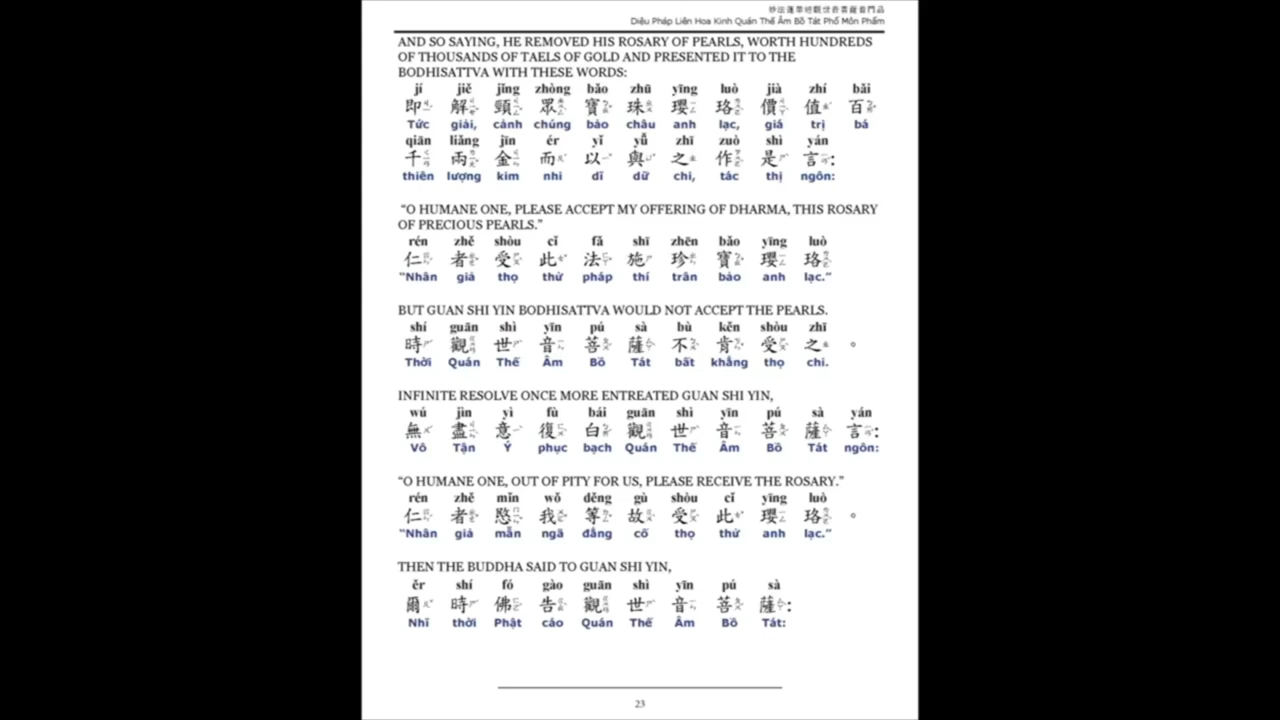 妙法蓮華經觀世音菩薩普門品
Diệu Pháp Liên Hoa Kinh Quán Thế Âm Bồ Tát Phổ Môn Phẩm
AND SO SAYING, HE REMOVED HIS ROSARY OF PEARLS, WORTH HUNDREDS
OF THOUSANDS OF TAELS OF GOLD AND PRESENTED IT TO THE
BODHISATTVA WITH THESE WORDS:
jí jiě jǐng zhòng bǎo zhū yīng luò jià zhí bǎi
即 解 頸 眾 寶 珠 瓔 珞 價 值 百
Tức giải, cảnh chúng bảo châu anh lạc, giá trị bá
qiān liǎng jīn ér yǐ yǔ zhī zuò shì yán
千 兩 金 而 以 與 之 作 是 言：
thiên lượng kim nhi dĩ dữ chi, tác thị ngôn:
“O HUMANE ONE, PLEASE ACCEPT MY OFFERING OF DHARMA, THIS ROSARY
OF PRECIOUS PEARLS.”
rén zhě shòu cǐ fǎ shī zhēn bǎo yīng luò
仁 者 受 此 法 施 珍 寶 瓔 珞
“Nhân giả thọ thử pháp thí trân bảo anh lạc.”
BUT GUAN SHI YIN BODHISATTVA WOULD NOT ACCEPT THE PEARLS.
shí guān shì yīn pú sà bù kěn shòu zhī
時 觀 世 音 菩 薩 不 肯 受 之 。
Thời Quán Thế Âm Bồ Tát bất khẳng thọ chi.
INFINITE RESOLVE ONCE MORE ENTREATED GUAN SHI YIN,
wú jìn yì fù bái guān shì yīn pú sà yán
無 盡 意 復 白 觀 世 音 菩 薩 言：
Vô Tận Ý phục bạch Quán Thế Âm Bồ Tát ngôn:
“O HUMANE ONE, OUT OF PITY FOR US, PLEASE RECEIVE THE ROSARY.”
rén zhě mǐn wǒ děng gù shòu cǐ yīng luò
仁 者 愍 我 等 故 受 此 瓔 珞 。
“Nhân giả mẫn ngã đẳng cố thọ thử anh lạc.”
THEN THE BUDDHA SAID TO GUAN SHI YIN,
ěr shí fó gào guān shì yīn pú sà
爾 時 佛 告 觀 世 音 菩 薩：
Nhĩ thời Phật cáo Quán Thế Âm Bồ Tát:
23